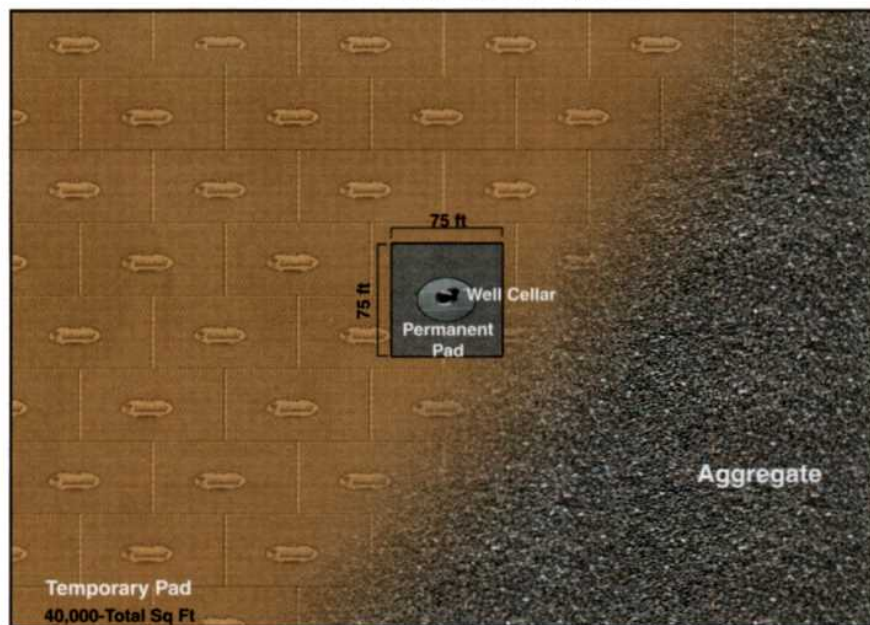 75 ft
75 ft
Well Cellar
Permanent
Pad
Aggregate
Temporary Pad
40,000-Total Sq Ft